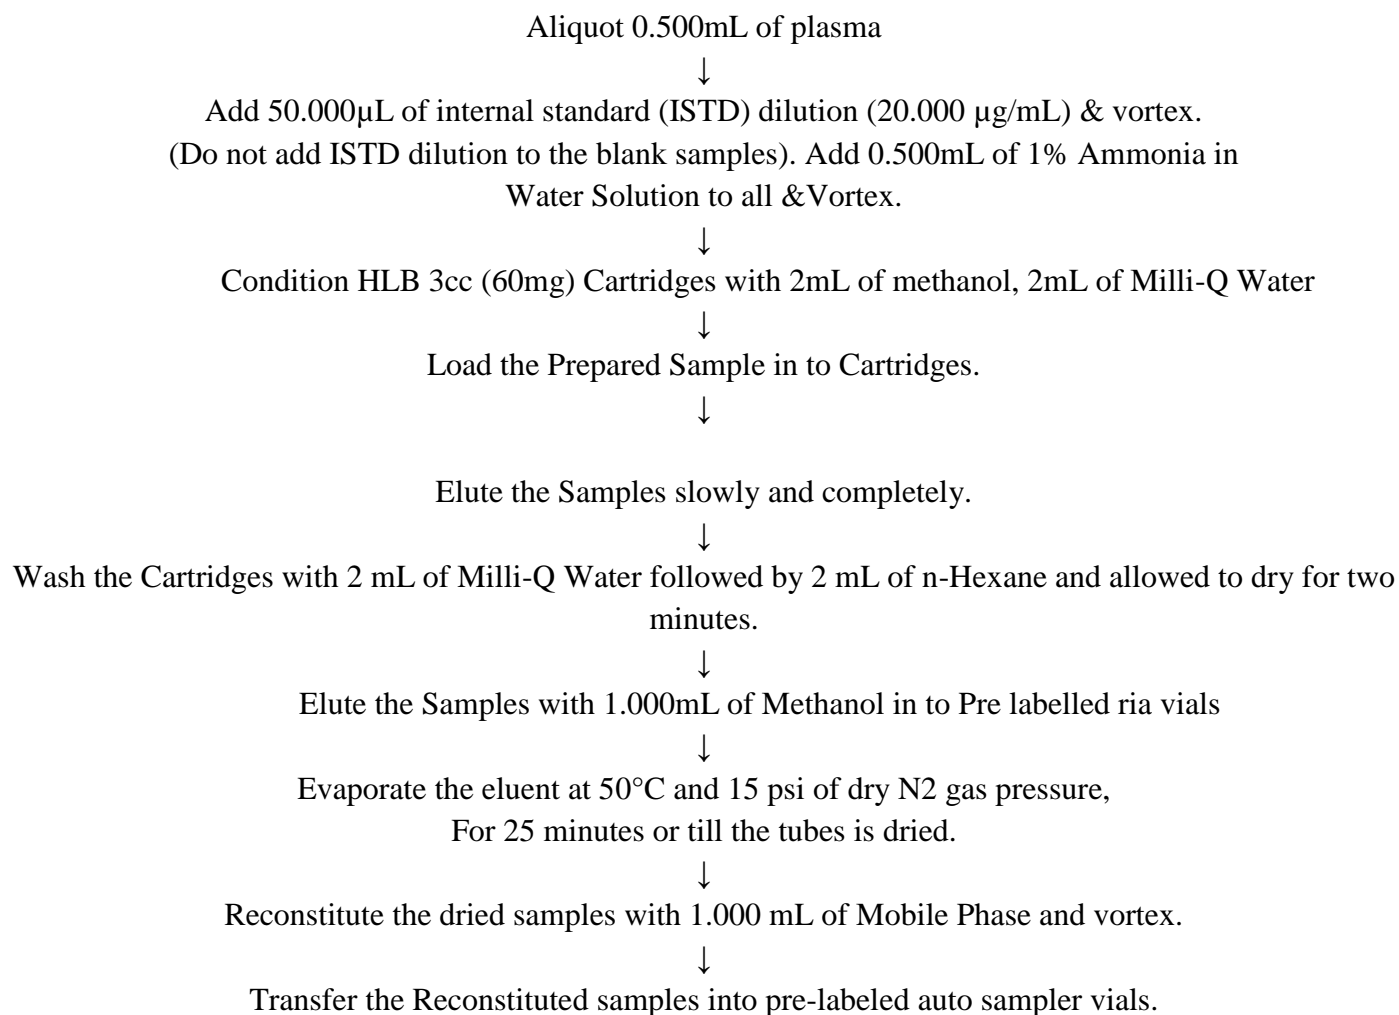 Aliquot 0.500mL of plasma
↓
Add 50.000µL of internal standard (ISTD) dilution (20.000 µg/mL) & vortex.
(Do not add ISTD dilution to the blank samples). Add 0.500mL of 1% Ammonia in
Water Solution to all &Vortex.
↓
Condition HLB 3cc (60mg) Cartridges with 2mL of methanol, 2mL of Milli-Q Water
↓
Load the Prepared Sample in to Cartridges.
↓
Elute the Samples slowly and completely.
↓
Wash the Cartridges with 2 mL of Milli-Q Water followed by 2 mL of n-Hexane and allowed to dry for two
minutes.
↓
Elute the Samples with 1.000mL of Methanol in to Pre labelled ria vials
↓
Evaporate the eluent at 50°C and 15 psi of dry N2 gas pressure,
For 25 minutes or till the tubes is dried.
↓
Reconstitute the dried samples with 1.000 mL of Mobile Phase and vortex.
↓
Transfer the Reconstituted samples into pre-labeled auto sampler vials.